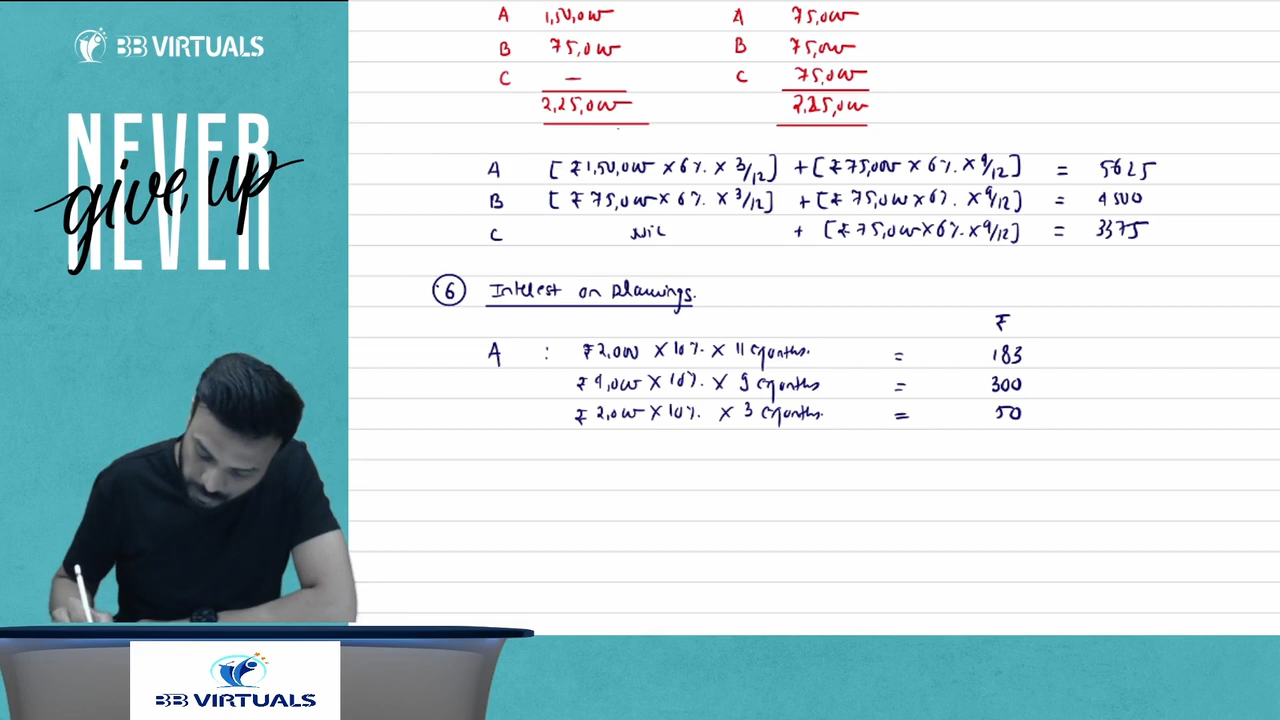 BB VIRTUALS
NEVER
give up
NEVER
A 1,50,000 A 75,000
B 75,000 B 75,000
C — C 75,000
2,25,000 2,25,000
A [₹1,50,000 × 6% × 3/12] + [₹75,000 × 6% × 9/12] = 5625
B [₹75,000 × 6% × 3/12] + [₹75,000 × 6% × 9/12] = 4500
C Nil + [₹75,000 × 6% × 9/12] = 3375
6 Interest on Drawings.
₹
A : ₹2,000 × 10% × 11 months. = 183
₹4,000 × 10% × 9 months = 300
₹2,000 × 10% × 3 months. = 50
BB VIRTUALS